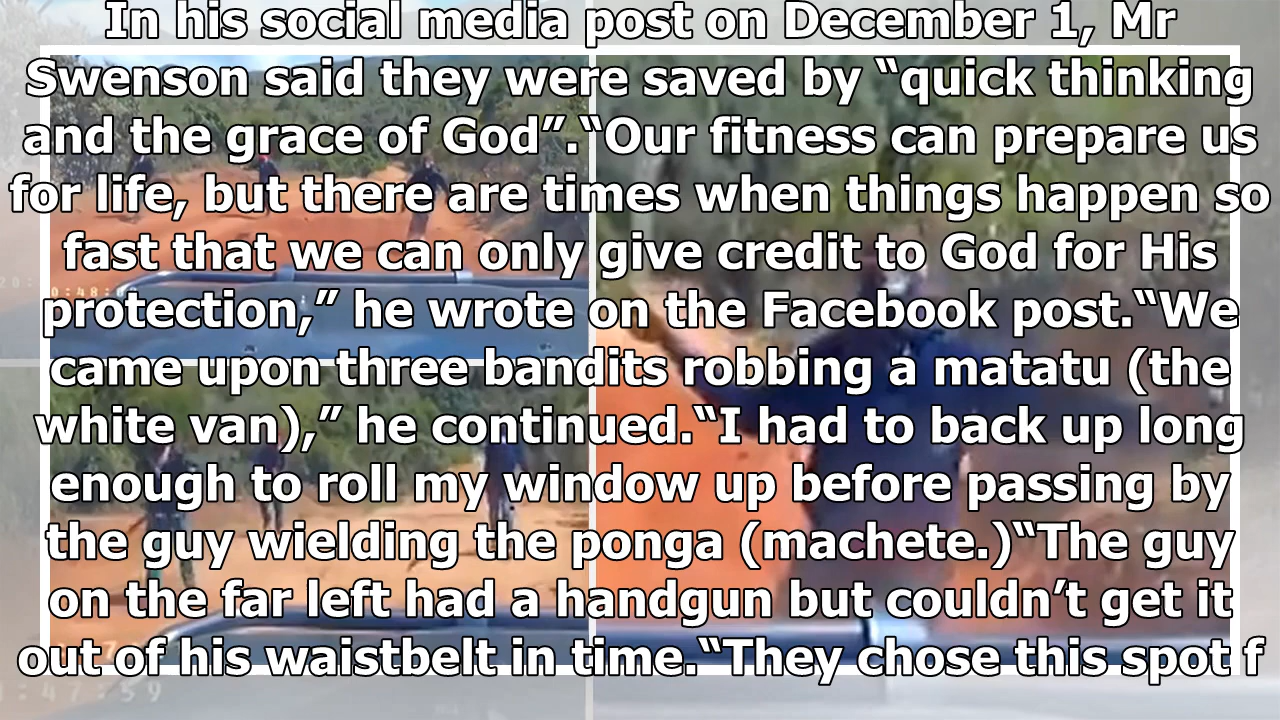 In his social media post on December 1, Mr
Swenson said they were saved by “quick thinking
and the grace of God”.“Our fitness can prepare us
for life, but there are times when things happen so
fast that we can only give credit to God for His
protection,” he wrote on the Facebook post.“We
came upon three bandits robbing a matatu (the
white van),” he continued.“I had to back up long
enough to roll my window up before passing by
the guy wielding the ponga (machete.)“The guy
on the far left had a handgun but couldn’t get it
out of his waistbelt in time.“They chose this spot f